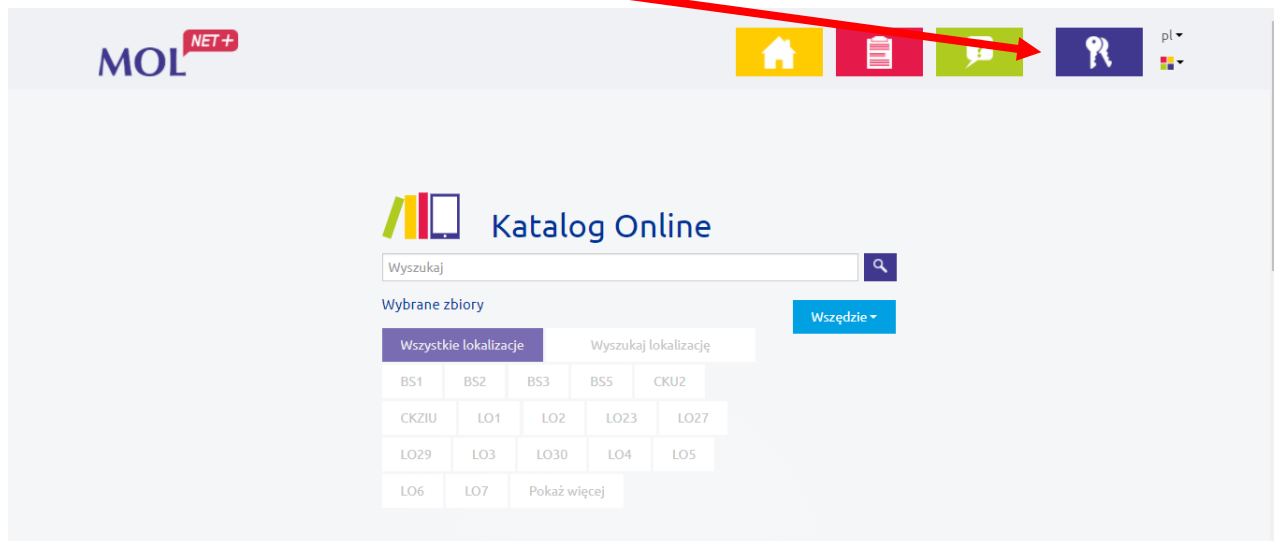 MOL NET+
pl
Katalog Online
Wyszukaj
Wybrane zbiory
Wszędzie
Wszystkie lokalizacje Wyszukaj lokalizację
BS1 BS2 BS3 BS5 CKU2
CKZIU LO1 LO2 LO23 LO27
LO29 LO3 LO30 LO4 LO5
LO6 LO7 Pokaż więcej